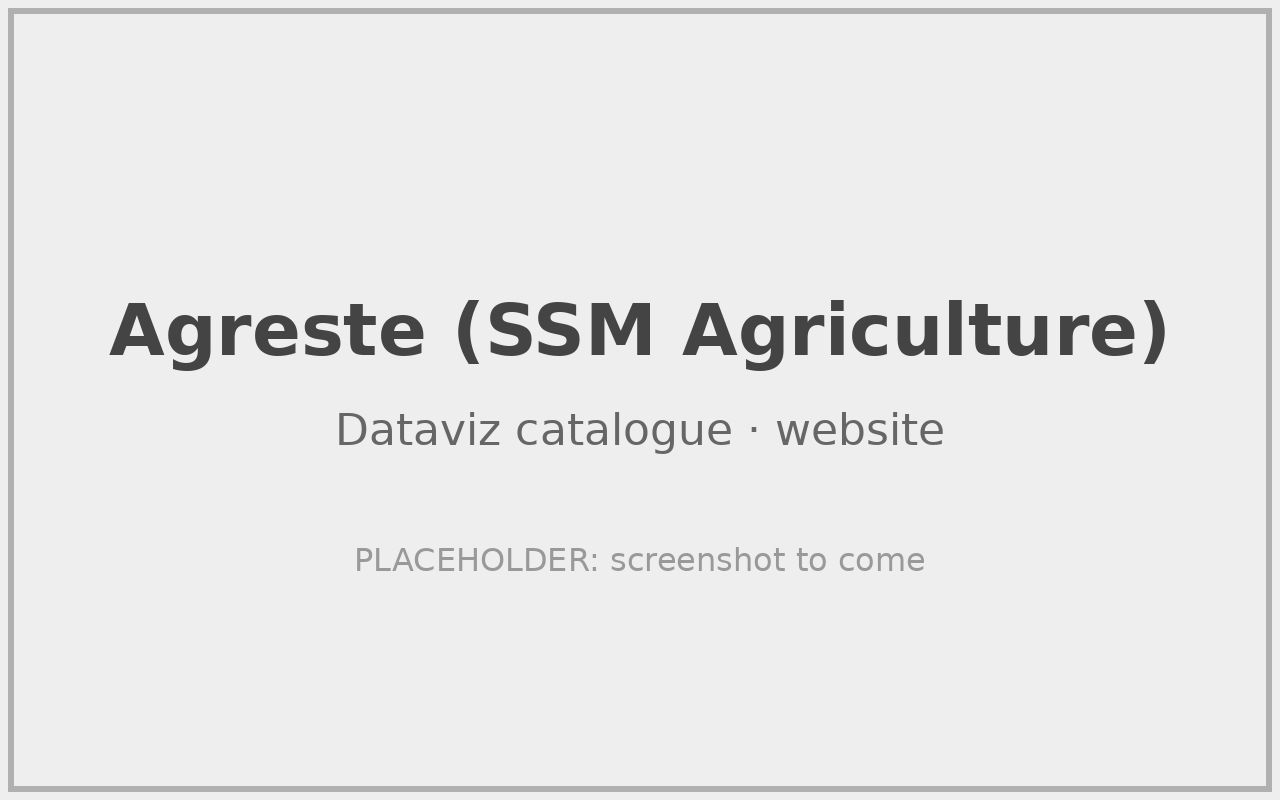 Agreste (SSM Agriculture)
Dataviz catalogue · website
PLACEHOLDER: screenshot to come